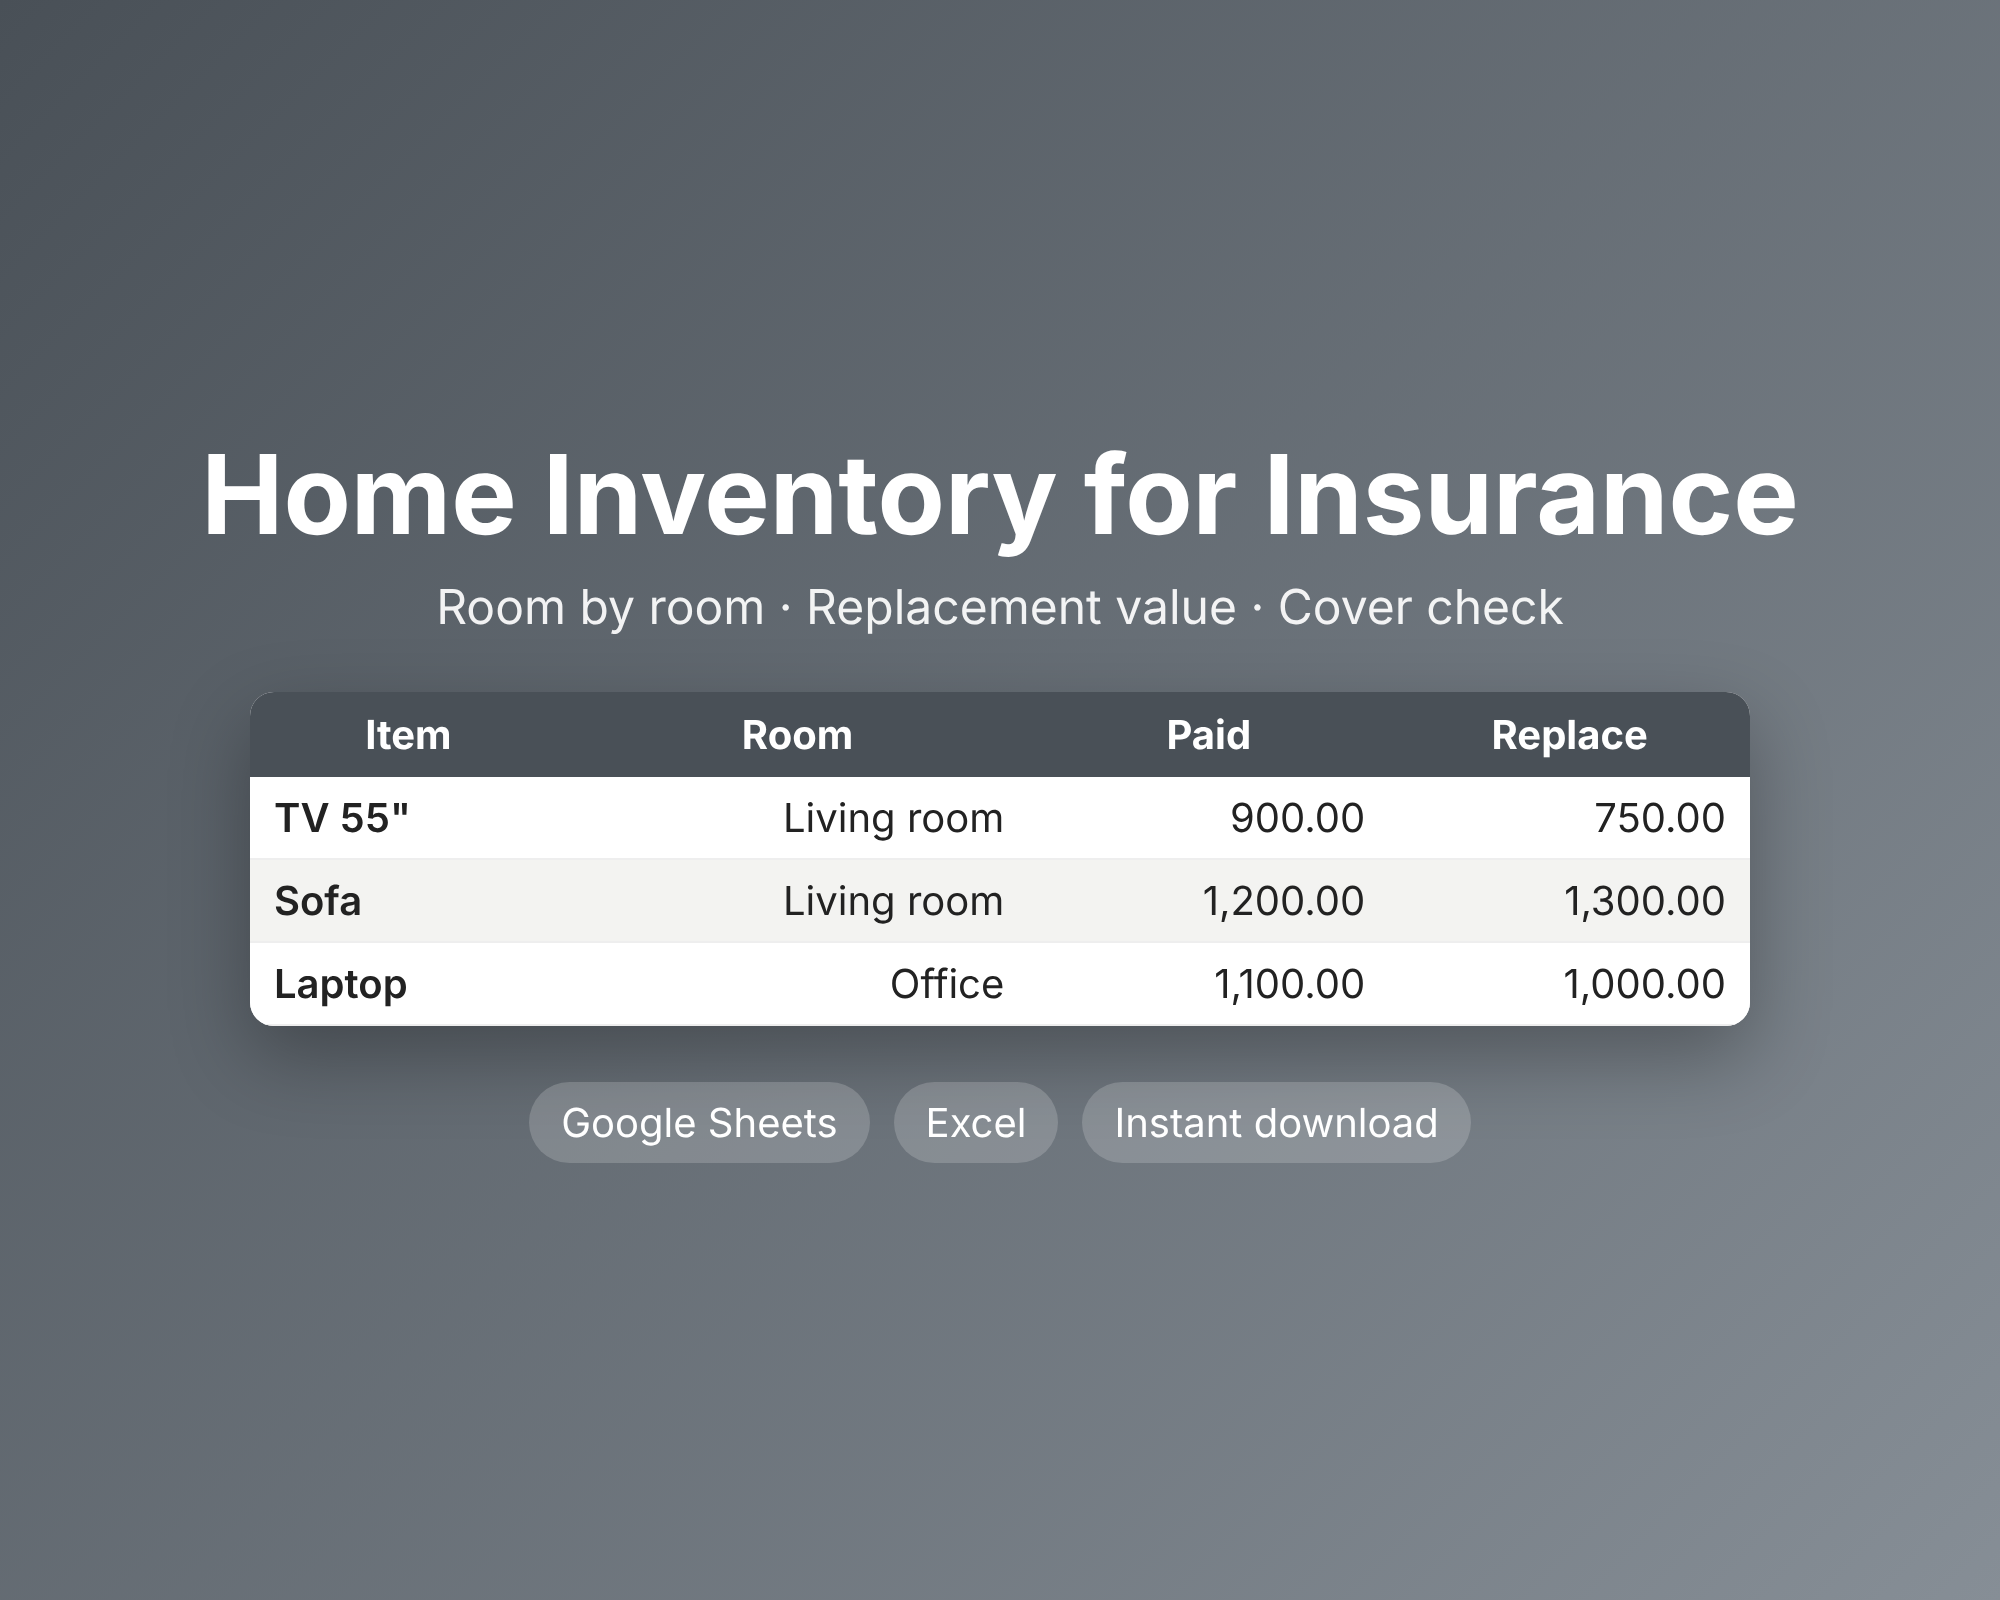 Home Inventory for Insurance
Room by room · Replacement value · Cover check
Item Room Paid Replace
TV 55" Living room 900.00 750.00
Sofa Living room 1,200.00 1,300.00
Laptop Office 1,100.00 1,000.00
Google Sheets Excel Instant download